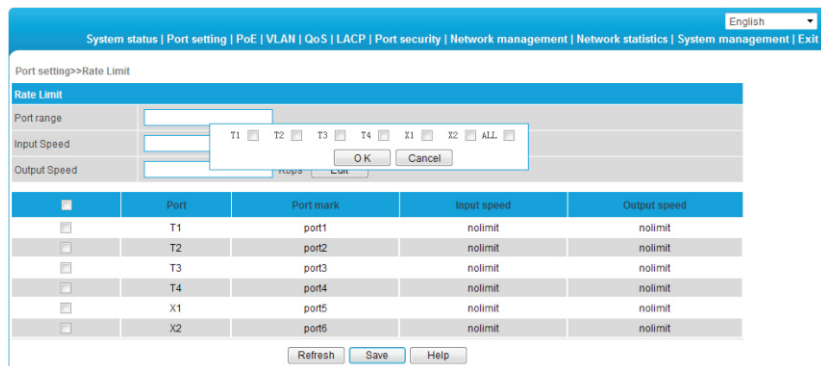 English
System status | Port setting | PoE | VLAN | QoS | LACP | Port security | Network management | Network statistics | System management | Exit
Port setting>>Rate Limit
Rate Limit
Port range
T1 T2 T3 T4 X1 X2 ALL
Input Speed
OK Cancel
Output Speed Kbps Edit
Port Port mark Input speed Output speed
T1 port1 nolimit nolimit
T2 port2 nolimit nolimit
T3 port3 nolimit nolimit
T4 port4 nolimit nolimit
X1 port5 nolimit nolimit
X2 port6 nolimit nolimit
Refresh Save Help